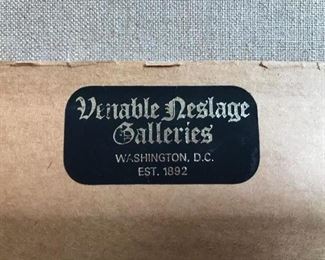 Venable Neslage
Galleries
WASHINGTON, D.C.
EST. 1892